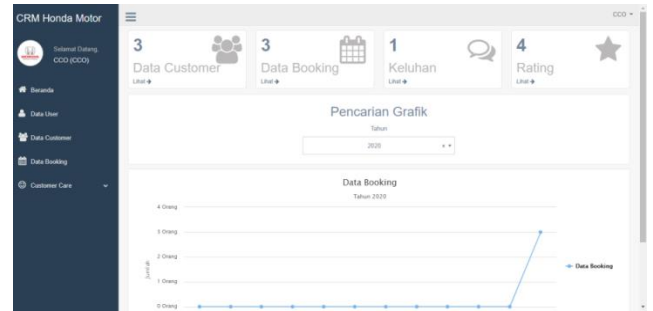 CRM Honda Motor
CCO
Selamat Datang,
CCO (CCO)
Beranda
Data User
Data Customer
Data Booking
Customer Care
3
Data Customer
Lihat
3
Data Booking
Lihat
1
Keluhan
Lihat
4
Rating
Lihat
Pencarian Grafik
Tahun
2020
Data Booking
Tahun 2020
4 Orang
3 Orang
2 Orang
1 Orang
0 Orang
Jumlah
Data Booking